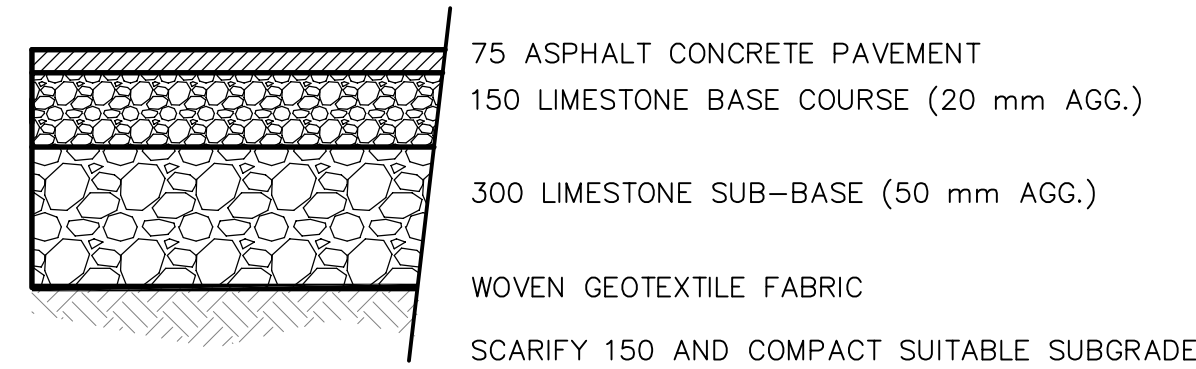 75 ASPHALT CONCRETE PAVEMENT
150 LIMESTONE BASE COURSE (20 mm AGG.)
300 LIMESTONE SUB-BASE (50 mm AGG.)
WOVEN GEOTEXTILE FABRIC
SCARIFY 150 AND COMPACT SUITABLE SUBGRADE